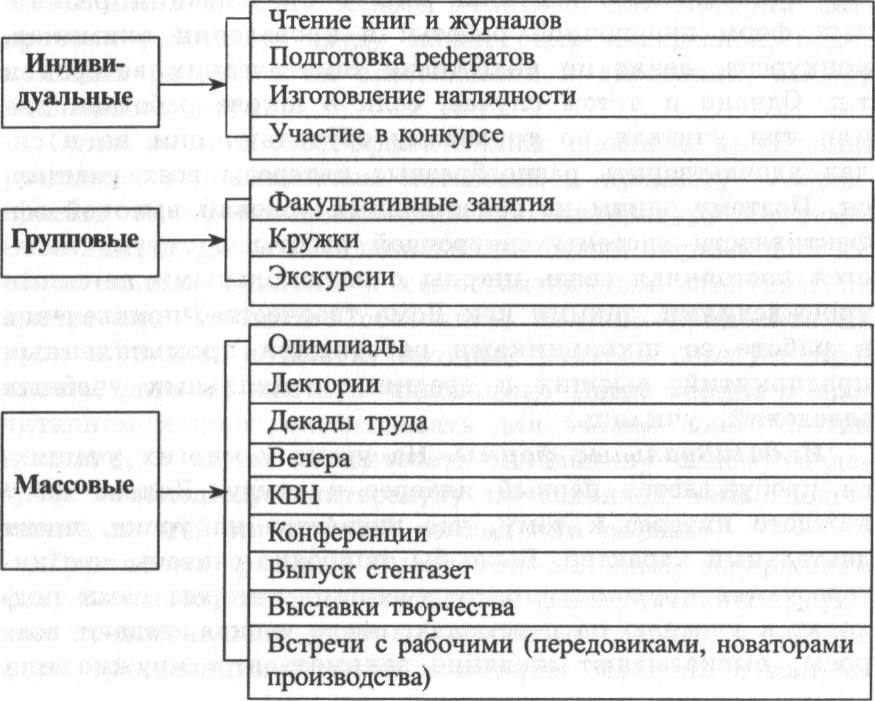 Индиви-
дуальные
Чтение книг и журналов
Подготовка рефератов
Изготовление наглядности
Участие в конкурсе
Групповые
Факультативные занятия
Кружки
Экскурсии
Массовые
Олимпиады
Лектории
Декады труда
Вечера
КВН
Конференции
Выпуск стенгазет
Выставки творчества
Встречи с рабочими (передовиками, новаторами
производства)